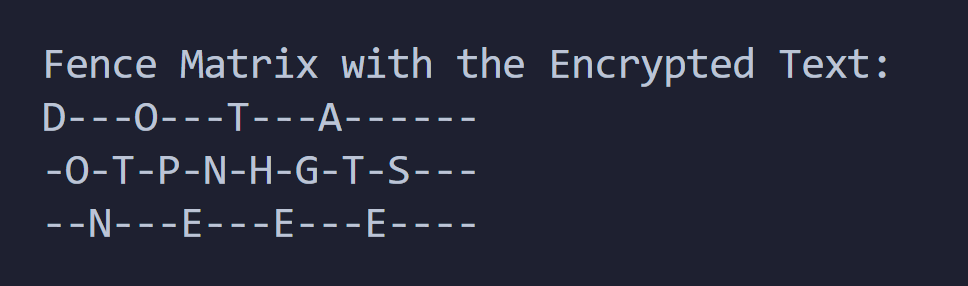 Fence Matrix with the Encrypted Text:
D---O---T---A------
-O-T-P-N-H-G-T-S---
--N---E---E---E----